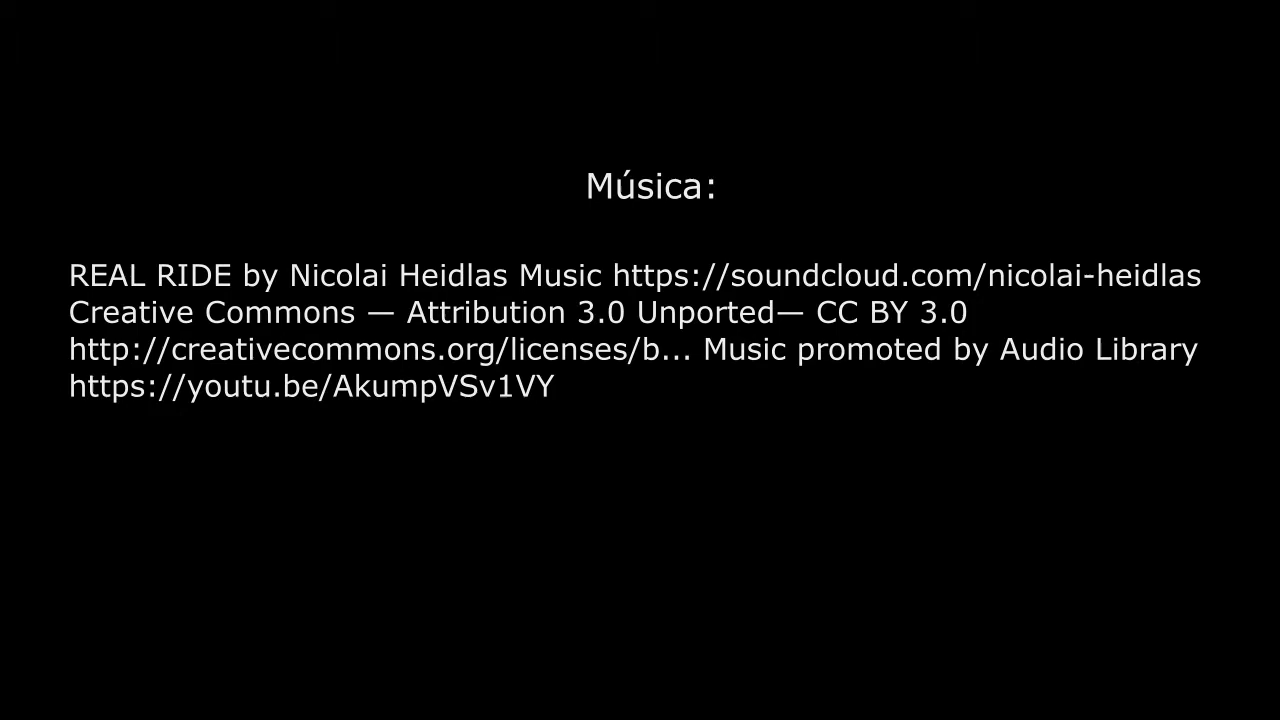 Música:
REAL RIDE by Nicolai Heidlas Music https://soundcloud.com/nicolai-heidlas
Creative Commons — Attribution 3.0 Unported— CC BY 3.0
http://creativecommons.org/licenses/b... Music promoted by Audio Library
https://youtu.be/AkumpVSv1VY